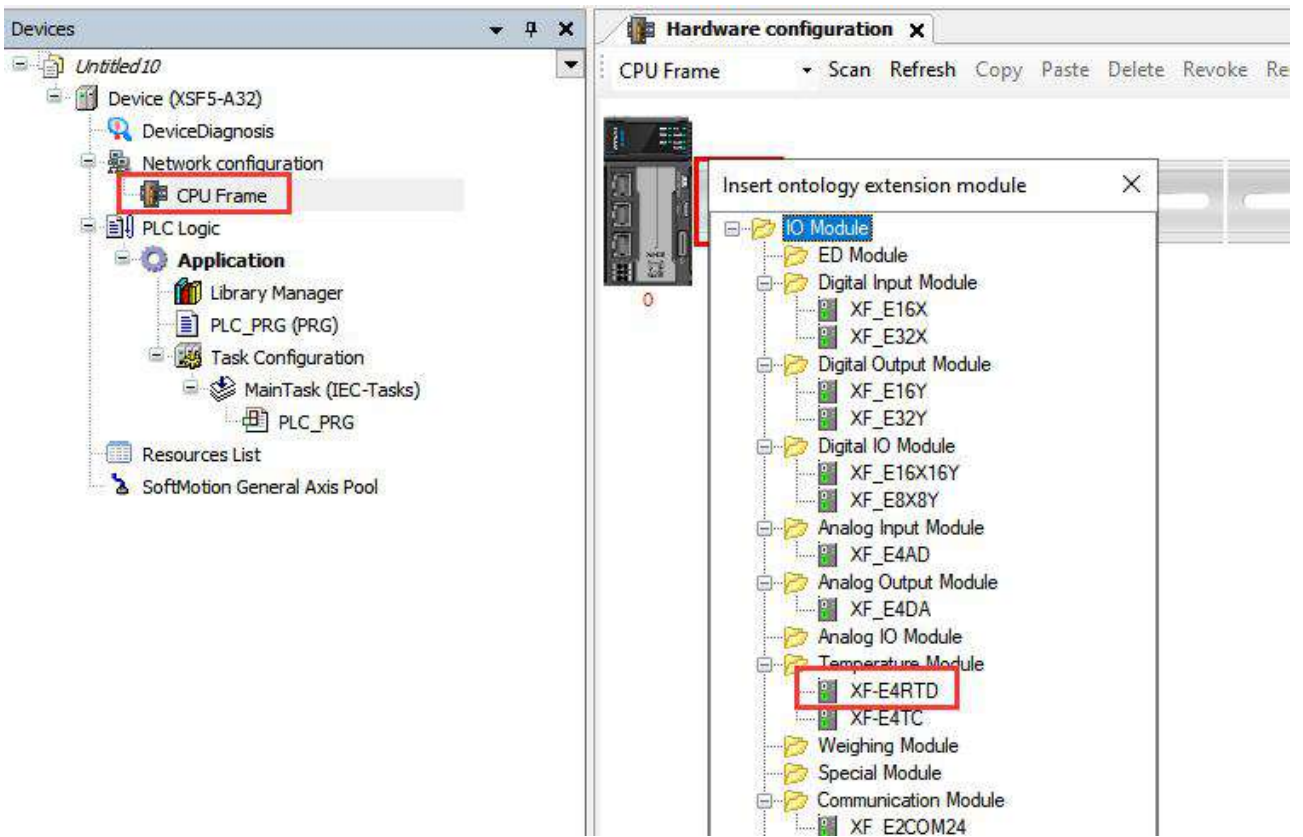 Devices
Untitled10
Device (XSF5-A32)
DeviceDiagnosis
Network configuration
CPU Frame
PLC Logic
Application
Library Manager
PLC_PRG (PRG)
Task Configuration
MainTask (IEC-Tasks)
PLC_PRG
Resources List
SoftMotion General Axis Pool
Hardware configuration
CPU Frame Scan Refresh Copy Paste Delete Revoke Re
0
Insert ontology extension module
IO Module
ED Module
Digital Input Module
XF_E16X
XF_E32X
Digital Output Module
XF_E16Y
XF_E32Y
Digital IO Module
XF_E16X16Y
XF_E8X8Y
Analog Input Module
XF_E4AD
Analog Output Module
XF_E4DA
Analog IO Module
Temperature Module
XF-E4RTD
XF-E4TC
Weighing Module
Special Module
Communication Module
XF_E2COM24